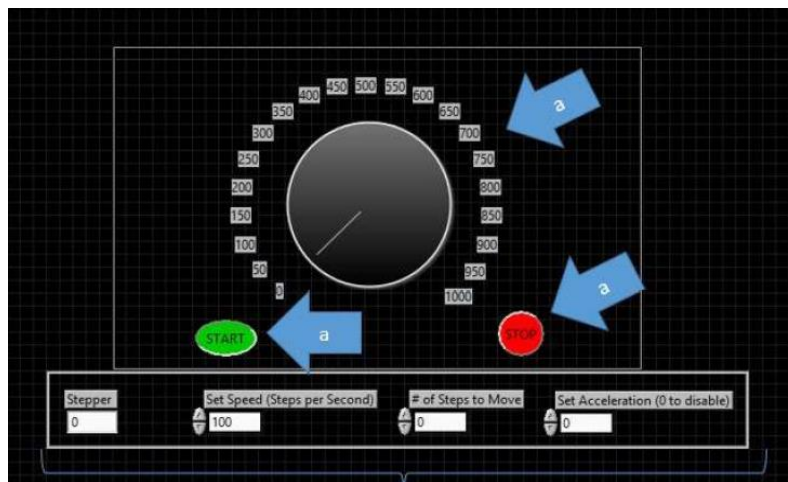 450 500 550
400 600
350 650
300 700
250 750
200 800
150 850
100 900
50 950
0 1000
a
a
a
START
STOP
Stepper
0
Set Speed (Steps per Second)
100
# of Steps to Move
0
Set Acceleration (0 to disable)
0